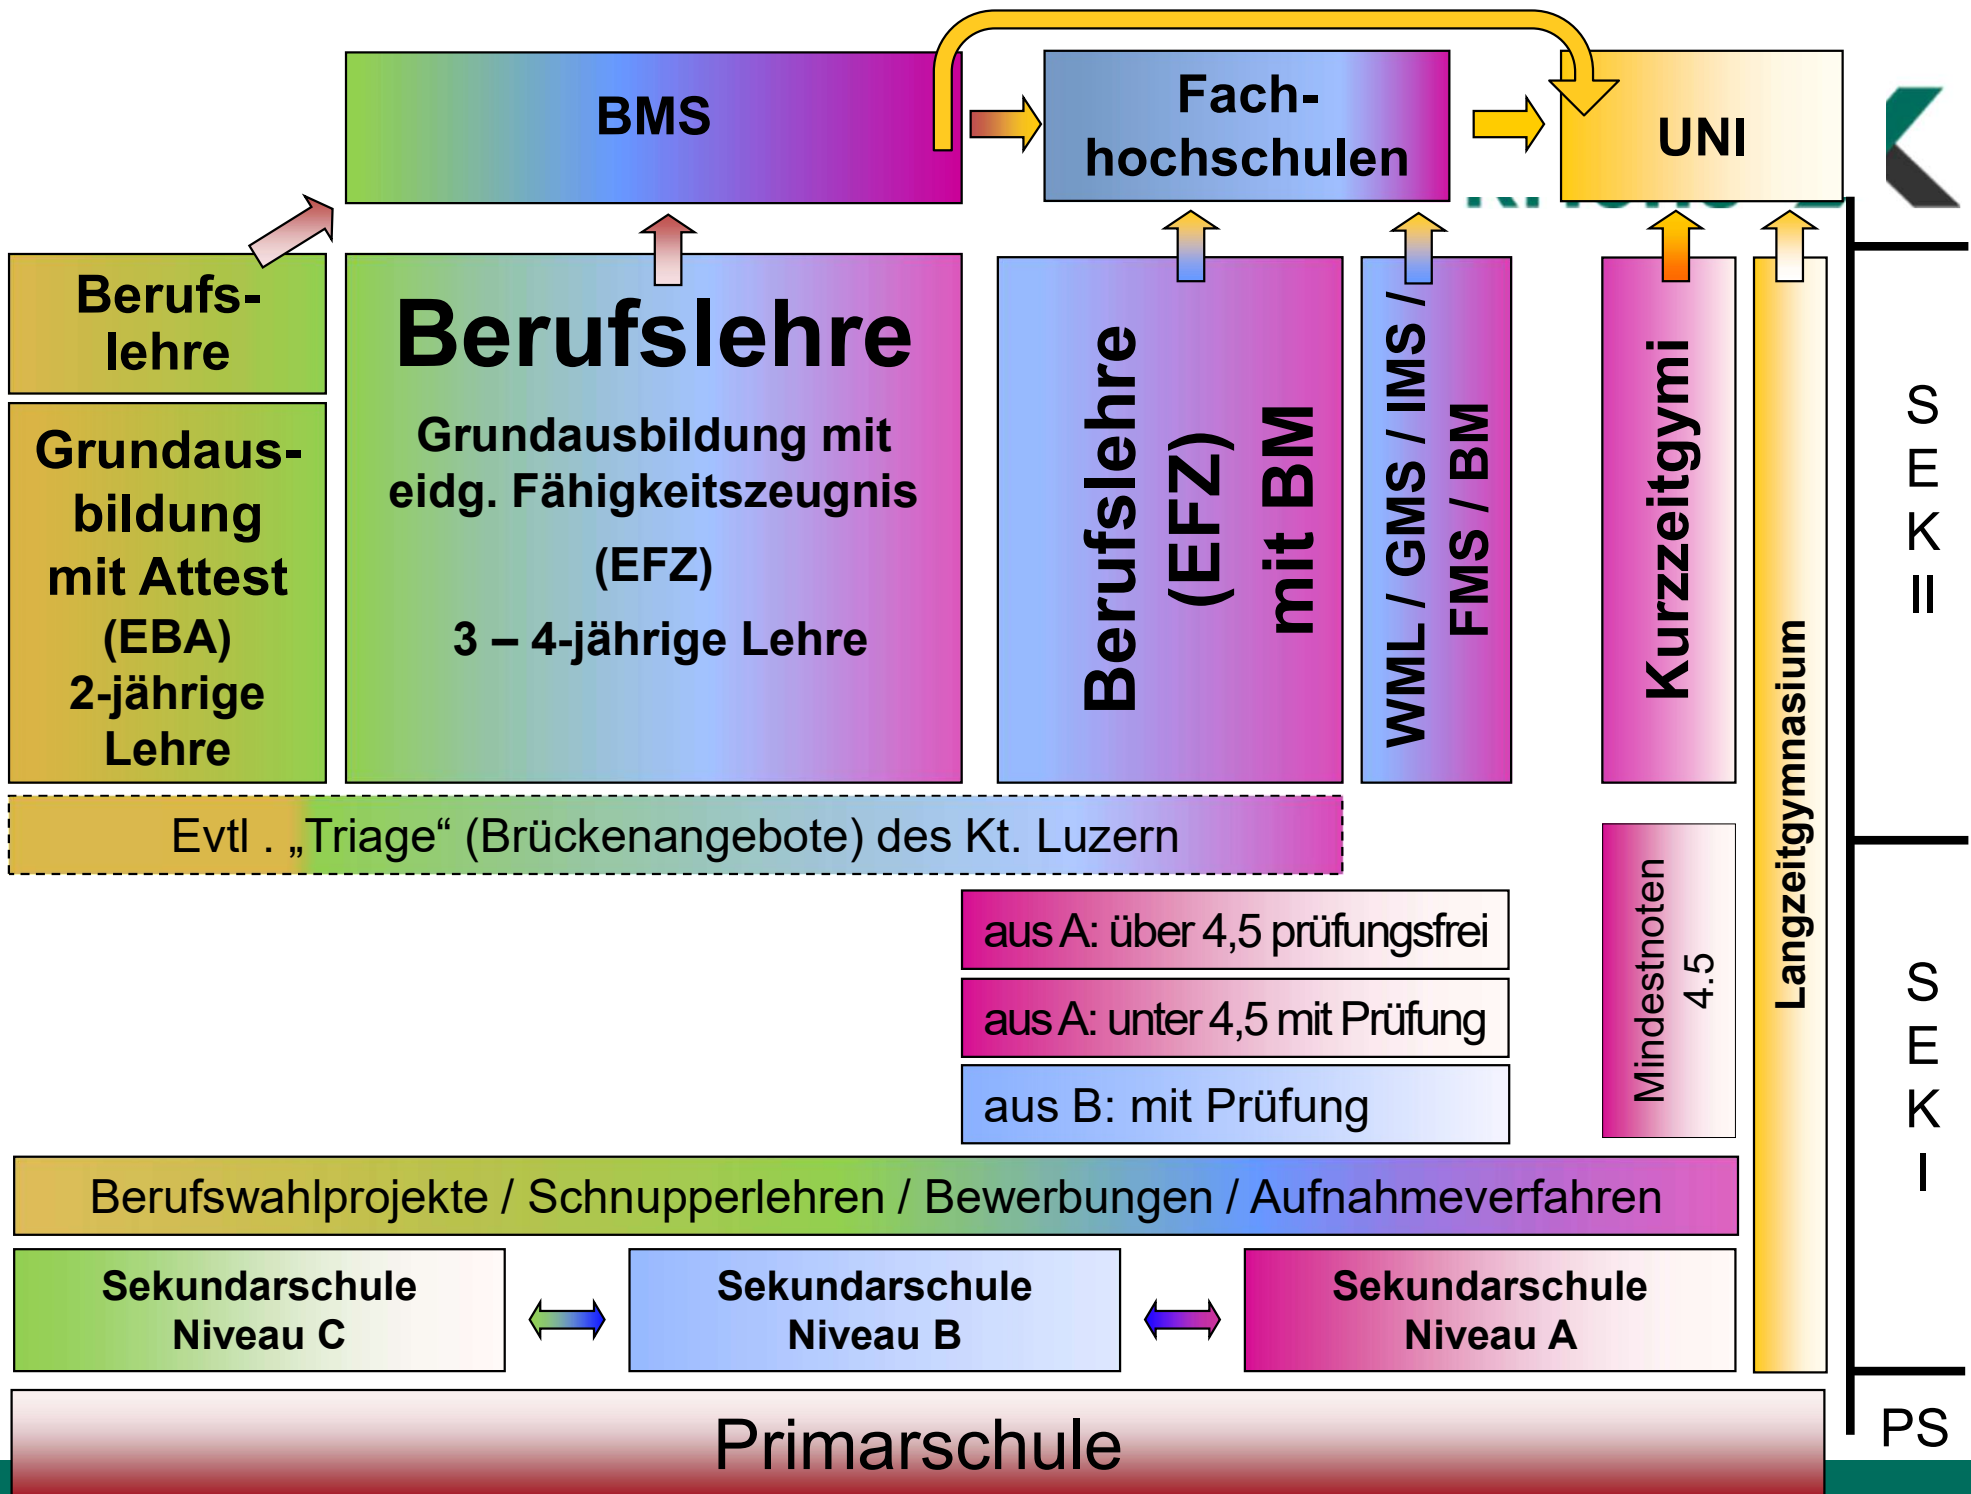 BMS
Fach-
hochschulen
UNI
Berufs-
lehre
Grundaus-
bildung
mit Attest
(EBA)
2-jährige
Lehre
Berufslehre
Grundausbildung mit
eidg. Fähigkeitszeugnis
(EFZ)
3 – 4-jährige Lehre
Berufslehre
(EFZ)
mit BM
WML / GMS / IMS /
FMS / BM
Kurzzeitgymi
Langzeitgymnasium
S
E
K
II
Evtl . „Triage“ (Brückenangebote) des Kt. Luzern
aus A: über 4,5 prüfungsfrei
aus A: unter 4,5 mit Prüfung
aus B: mit Prüfung
Mindestnoten
4.5
S
E
K
I
Berufswahlprojekte / Schnupperlehren / Bewerbungen / Aufnahmeverfahren
Sekundarschule
Niveau C
Sekundarschule
Niveau B
Sekundarschule
Niveau A
Primarschule
PS